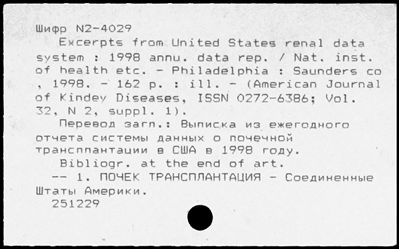 Шифр N2-4029
Excerpts from United States renal data
system : 1998 annu. data rep. / Nat. inst.
of health etc. - Philadelphia : Saunders co
, 1998. - 162 p. : ill. - (American Journal
of Kindey Diseases, ISSN 0272-6386; Vol.
32, N 2, suppl. 1).
Перевод загл.: Выписка из ежегодного
отчета системы данных о почечной
трансплантации в США в 1998 году.
Bibliogr. at the end of art.
-- 1. ПОЧЕК ТРАНСПЛАНТАЦИЯ - Соединенные
Штаты Америки.
251229